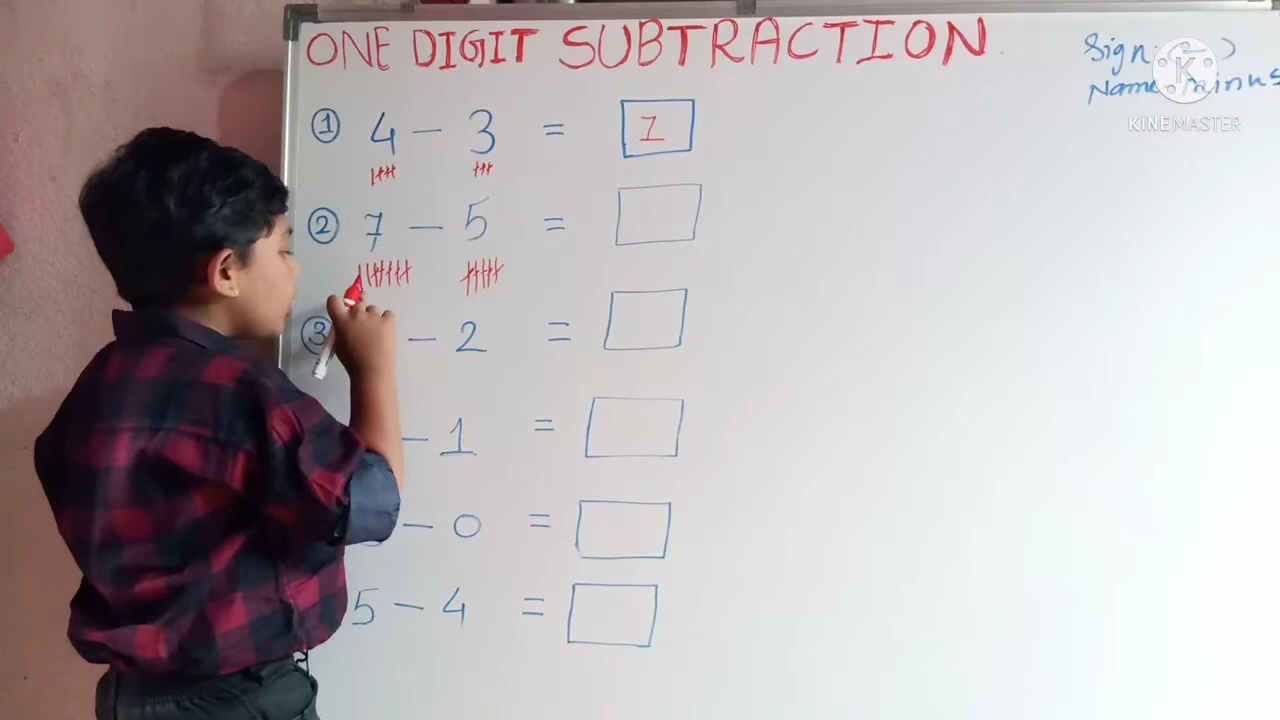 ONE DIGIT SUBTRACTION
Sign
Name minus
K
KINEMASTER
① 4 - 3 = 1
② 7 - 5 =
③ - 2 =
- 1 =
- 0 =
5 - 4 =